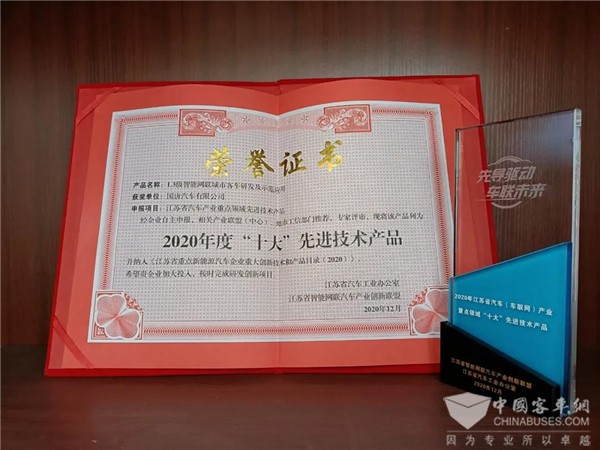 荣誉证书
产品名称：L3级智能网联城市客车研发及示范应用
获奖单位：国唐汽车有限公司
申报项目：江苏省汽车产业重点领域先进技术产品
经企业自主申报，相关产业联盟（中心）、地市工信部门推荐，专家评审，现将该产品列为
2020年度“十大”先进技术产品
并纳入《江苏省重点新能源汽车企业重大创新技术和产品目录（2020）》，
希望贵企业加大投入，按时完成研发创新项目。
江苏省汽车工业办公室
江苏省智能网联汽车产业创新联盟
2020年12月
先导驱动
车联未来
2020年江苏省汽车（车联网）产业
重点领域“十大”先进技术产品
江苏省智能网联汽车产业创新联盟
江苏省汽车工业办公室
2020年12月
中國客車網
CHINABUSES.COM
因为专业所以卓越